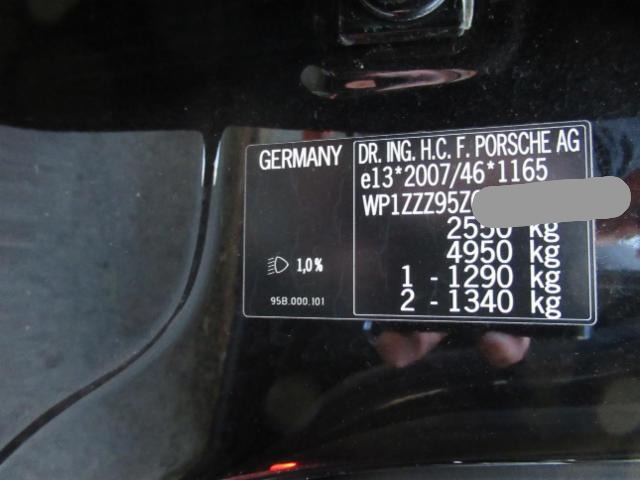 GERMANY
DR. ING. H.C. F. PORSCHE AG
e13*2007/46*1165
WP1ZZZ95Z
2550 kg
4950 kg
1 - 1290 kg
2 - 1340 kg
1,0%
95B.000.101